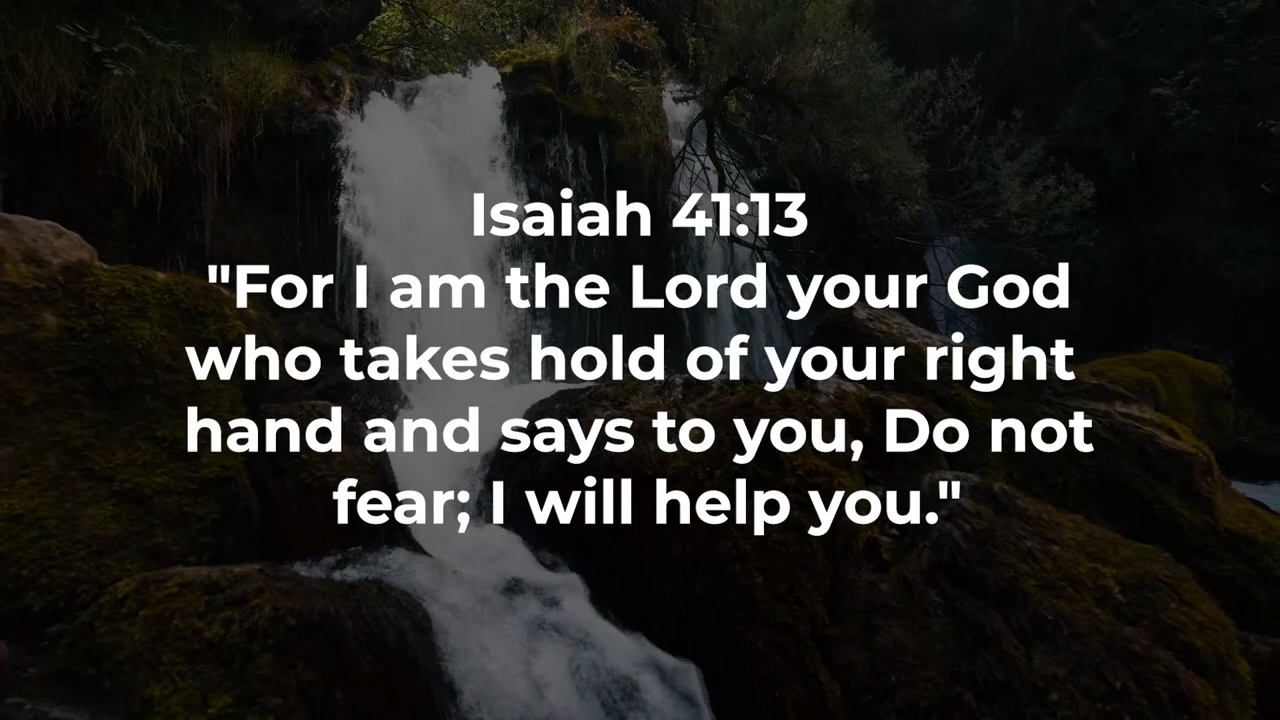 Isaiah 41:13
"For I am the Lord your God
who takes hold of your right
hand and says to you, Do not
fear; I will help you."